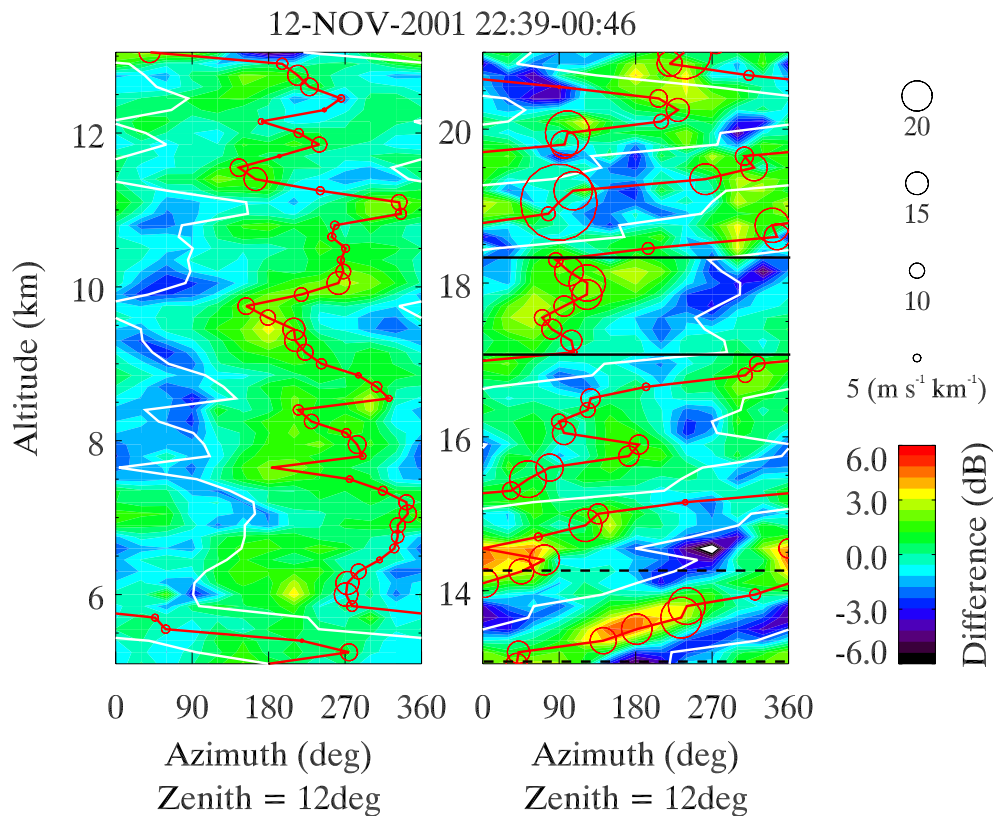 12-NOV-2001 22:39-00:46
Altitude (km)
12
10
8
6
20
18
16
14
0 90 180 270 360
0 90 180 270 360
Azimuth (deg)
Zenith = 12deg
Azimuth (deg)
Zenith = 12deg
20
15
10
5 (m s-1 km-1)
6.0
3.0
0.0
-3.0
-6.0
Difference (dB)